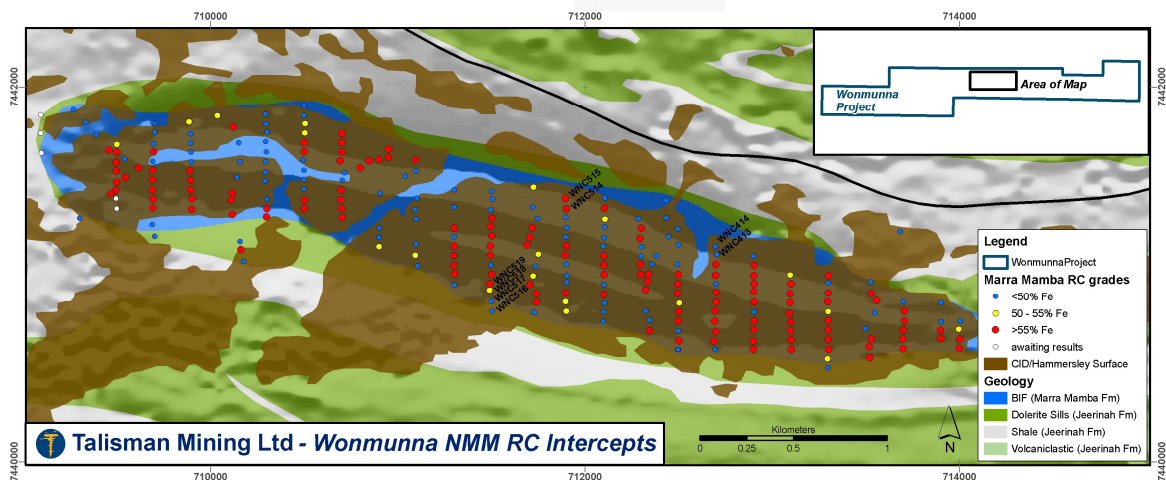 710000
712000
714000
7442000
7442000
Wonmunna
Project
Area of Map
WNC515
WNC514
WNC414
WNC413
WNC519
WNC518
WNC517
WNC516
Legend
WonmunnaProject
Marra Mamba RC grades
<50% Fe
50 - 55% Fe
>55% Fe
awaiting results
CID/Hammersley Surface
Geology
BIF (Marra Mamba Fm)
Dolerite Sills (Jeerinah Fm)
Shale (Jeerinah Fm)
Volcaniclastic (Jeerinah Fm)
Talisman Mining Ltd - Wonmunna NMM RC Intercepts
Kilometers
0 0.25 0.5 1
N
7440000
7440000
710000
712000
714000